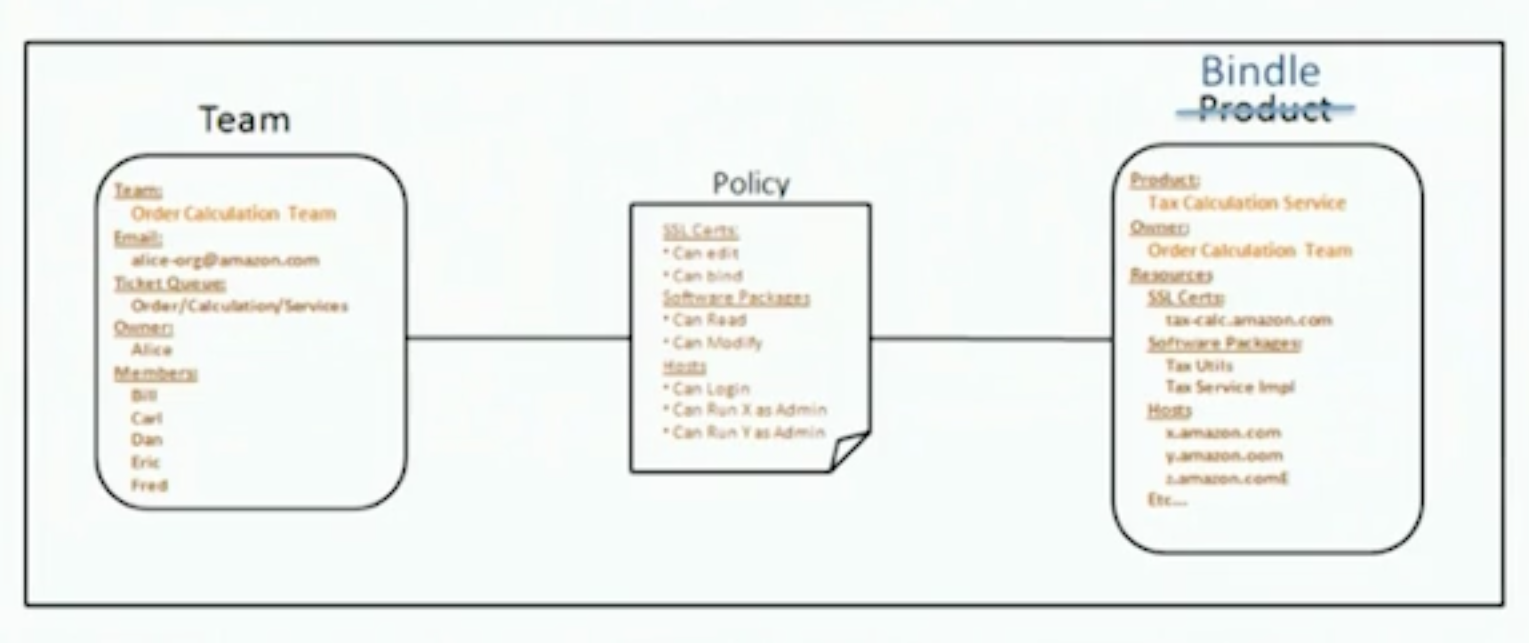 Team
Team:
Order Calculation Team
Email:
alice-org@amazon.com
Ticket Queue:
Order/Calculation/Services
Owner:
Alice
Members:
Bill
Carl
Dan
Eric
Fred
Policy
SSL Certs:
• Can edit
• Can bind
Software Packages
• Can Read
• Can Modify
Hosts
• Can Login
• Can Run X as Admin
• Can Run Y as Admin
Bindle
Product
Product:
Tax Calculation Service
Owner:
Order Calculation Team
Resources
SSL Certs:
tax-calc.amazon.com
Software Packages:
Tax Utils
Tax Service Impl
Hosts
x.amazon.com
y.amazon.com
z.amazon.comE
Etc...